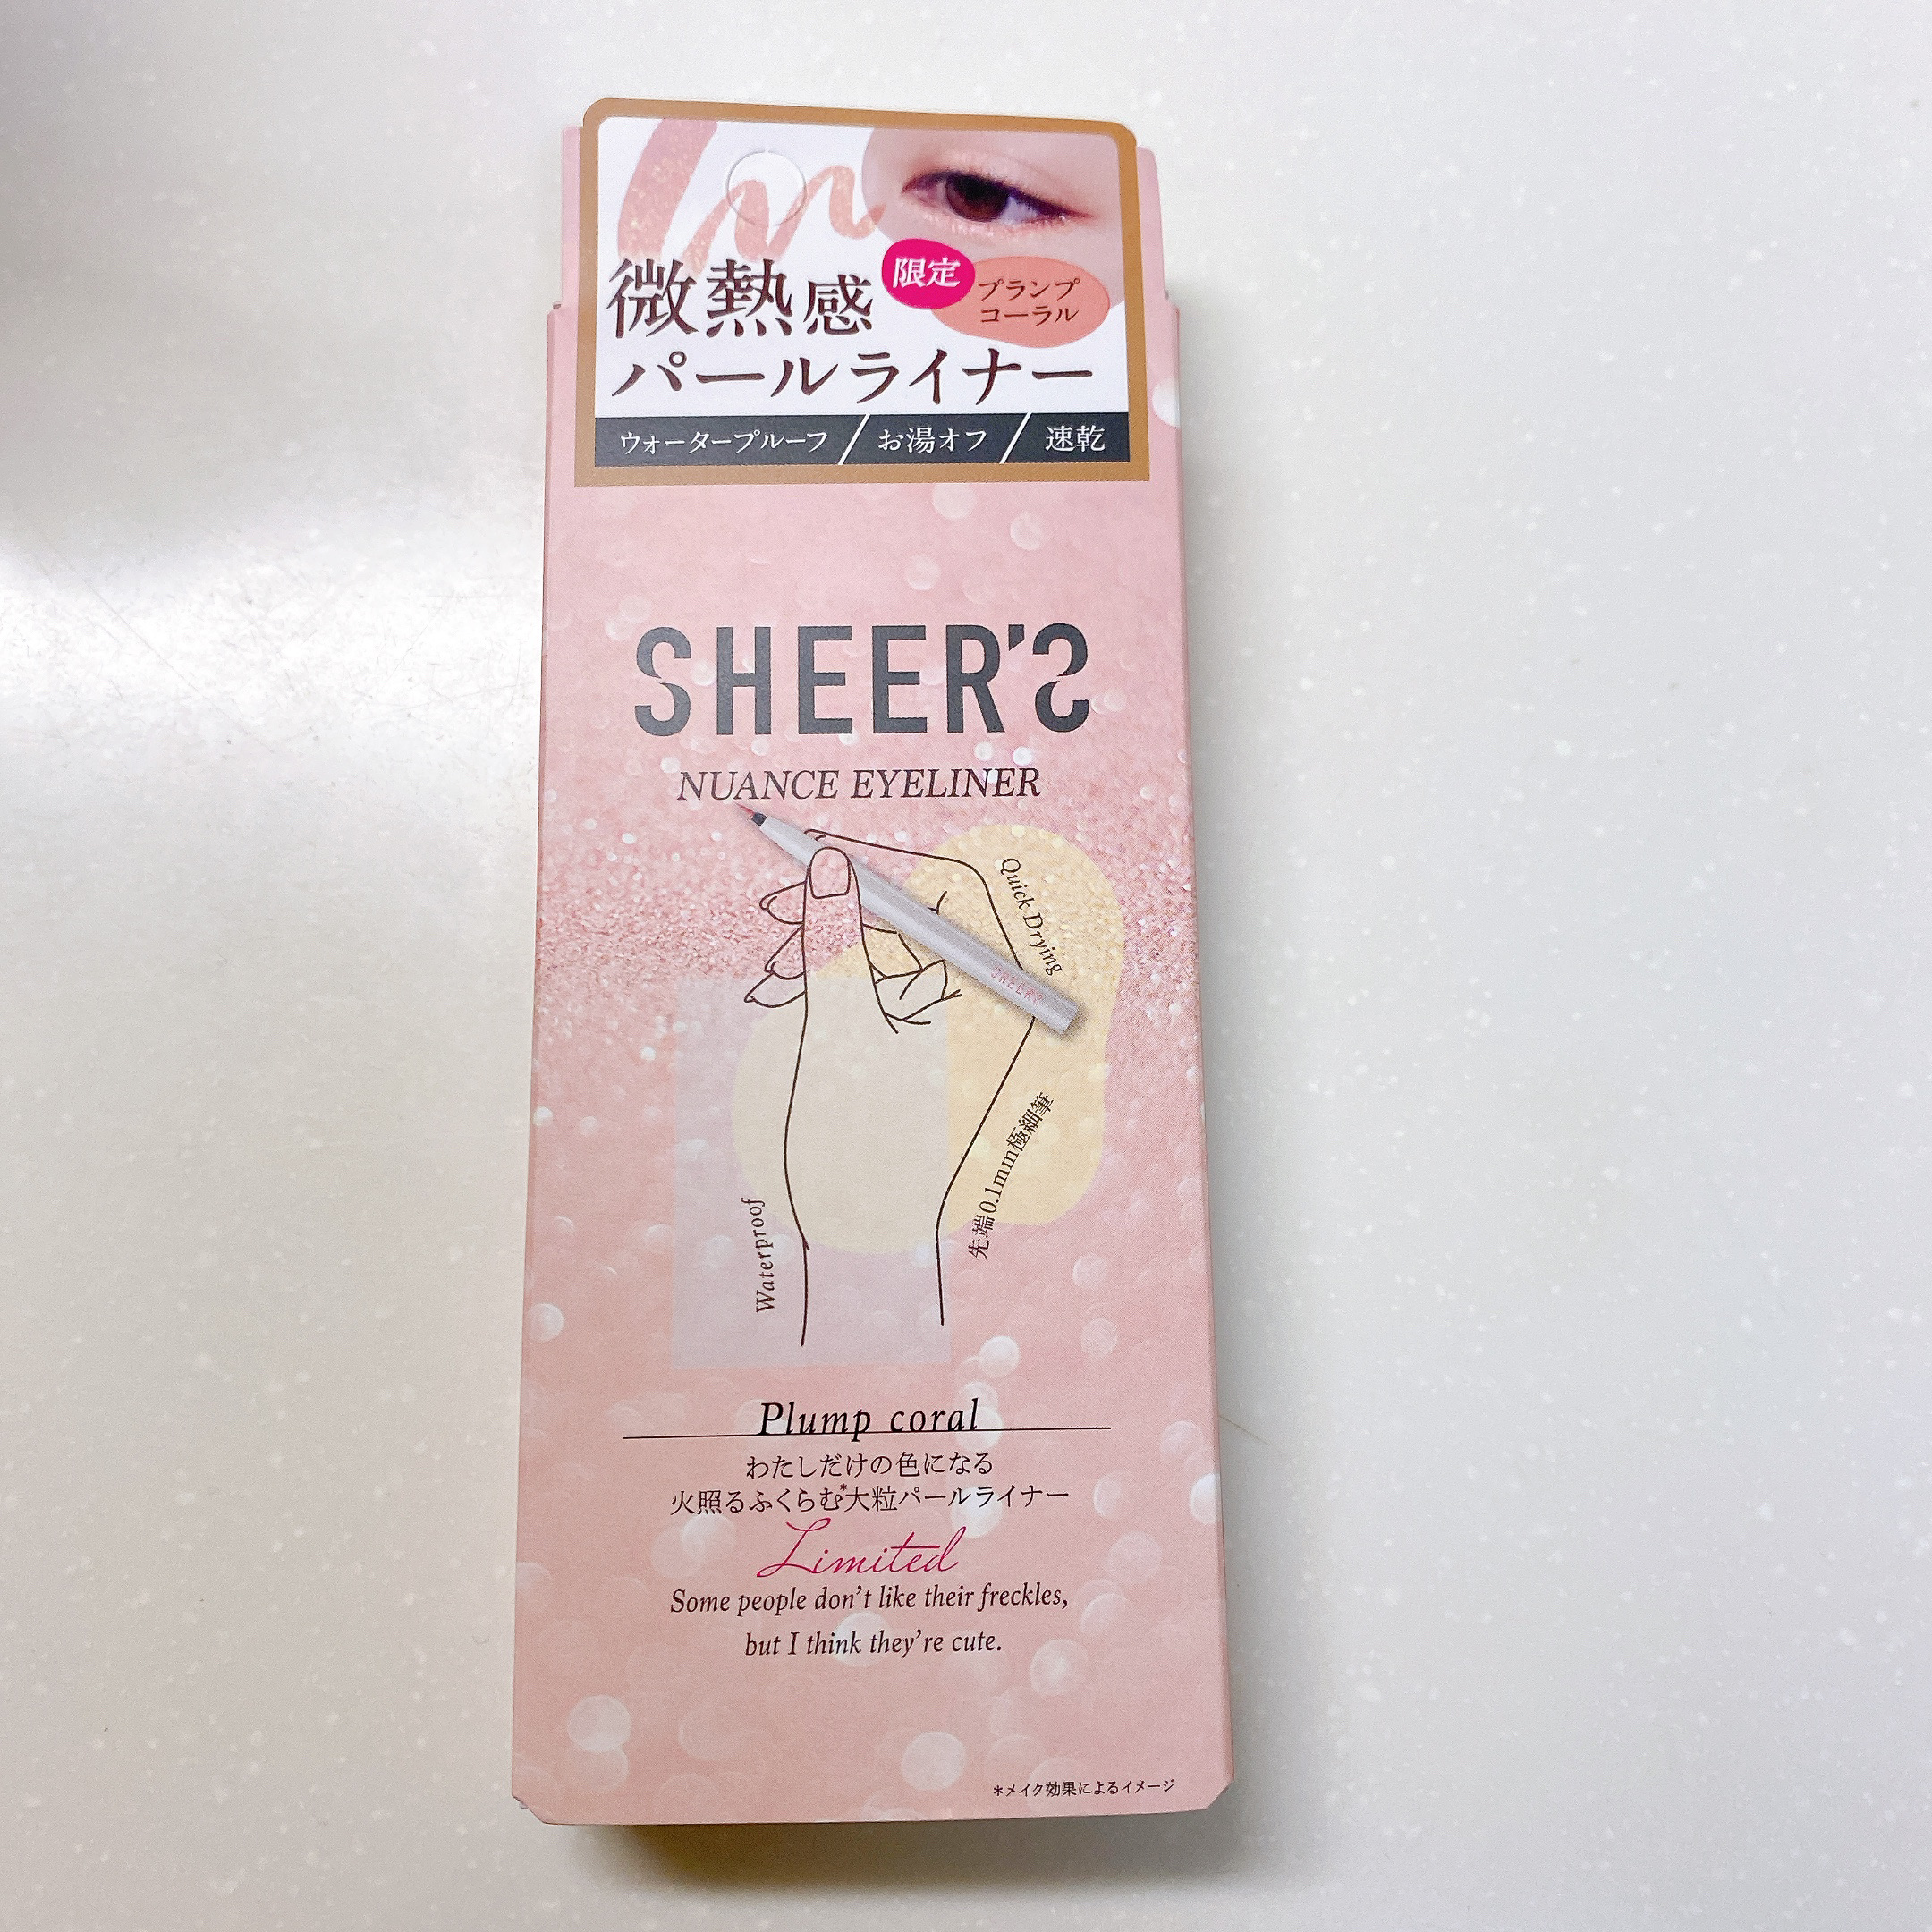 微熱感
限定
プランプ
コーラル
パールライナー
ウォータープルーフ / お湯オフ / 速乾
SHEER'S
NUANCE EYELINER
Quick Drying
SHEER'S
先端0.1mm極細筆
Waterproof
Plump coral
わたしだけの色になる
火照るふくらむ*大粒パールライナー
Limited
Some people don't like their freckles,
but I think they're cute.
*メイク効果によるイメージ